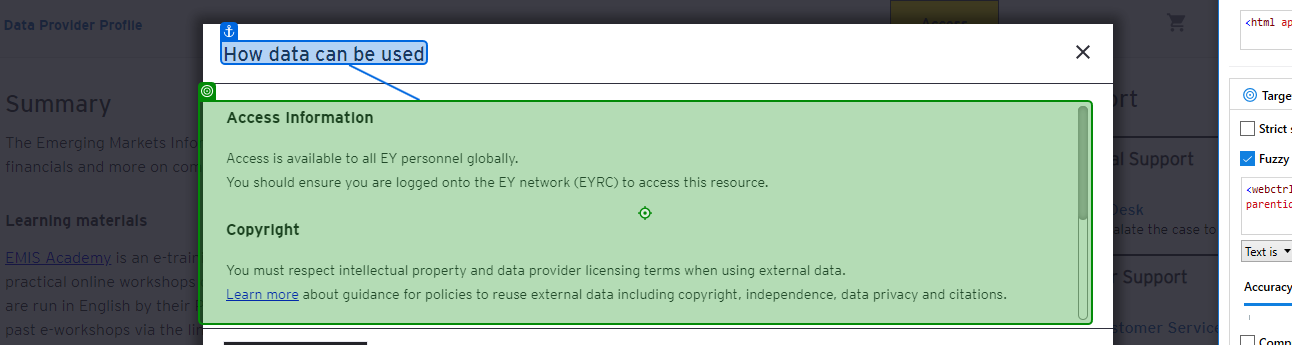 Data Provider Profile
Access
How data can be used
Summary
The Emerging Markets Infor
financials and more on com
Learning materials
EMIS Academy is an e-train
practical online workshops
are run in English by their
past e-workshops via the lin
Access Information
Access is available to all EY personnel globally.
You should ensure you are logged onto the EY network (EYRC) to access this resource.
Copyright
You must respect intellectual property and data provider licensing terms when using external data.
Learn more about guidance for policies to reuse external data including copyright, independence, data privacy and citations.
ort
al Support
Desk
alate the case to
r Support
stomer Service
<html ap
Targe
Strict s
Fuzzy
<webctrl
parentid
Text is
Accuracy
Comp